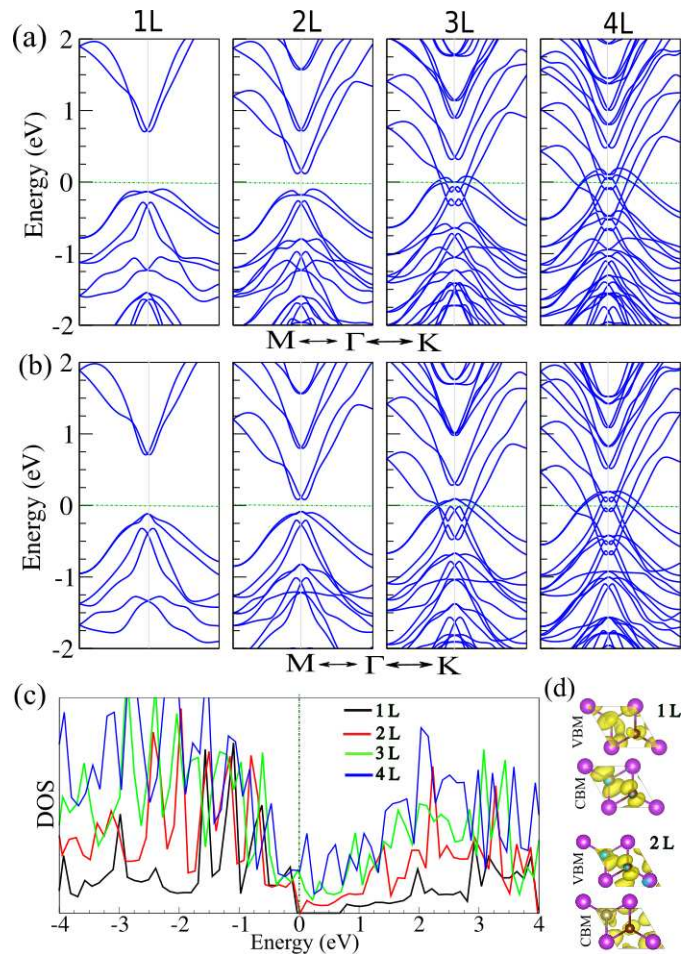 (a) 1L 2L 3L 4L
2
1
0
-1
-2
Energy (eV)
M ↔ Γ ↔ K
(b)
2
1
0
-1
-2
Energy (eV)
M ↔ Γ ↔ K
(c)
DOS
1 L
2 L
3 L
4 L
-4 -3 -2 -1 0 1 2 3 4
Energy (eV)
(d)
1 L
VBM
CBM
2 L
VBM
CBM